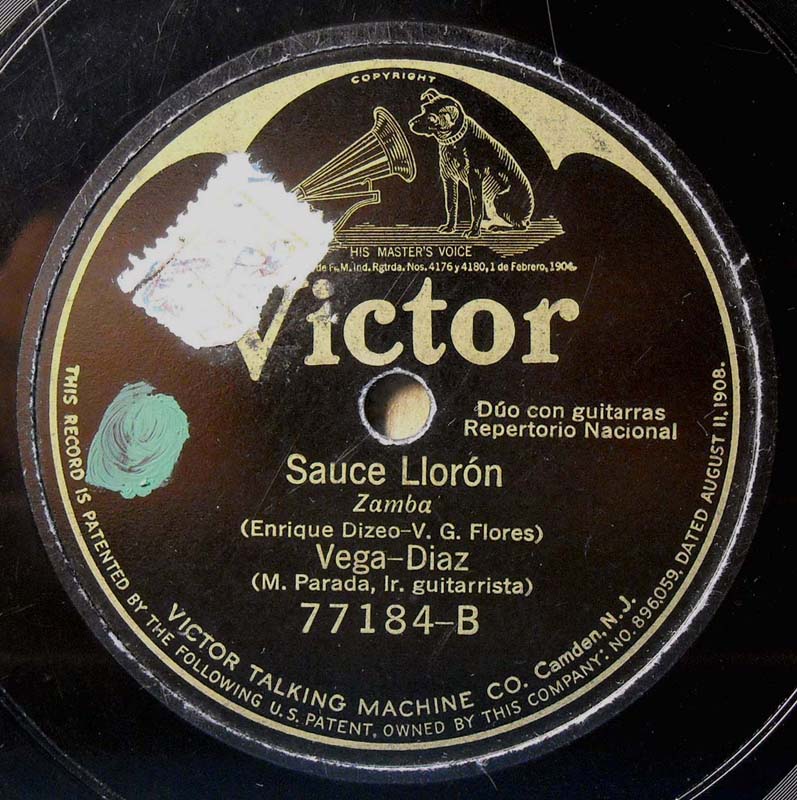 COPYRIGHT
HIS MASTER'S VOICE
de F. M. Ind. Rgtrda. Nos. 4176 y 4180, 1 de Febrero, 1906.
Victor
Dúo con guitarras
Repertorio Nacional
Sauce Llorón
Zamba
(Enrique Dizeo-V. G. Flores)
Vega-Diaz
(M. Parada, Ir. guitarrista)
77184-B
VICTOR TALKING MACHINE CO. Camden, N. J.
THIS RECORD IS PATENTED BY THE FOLLOWING U.S. PATENT, OWNED BY THIS COMPANY: NO. 896,059, DATED AUGUST 11, 1908.